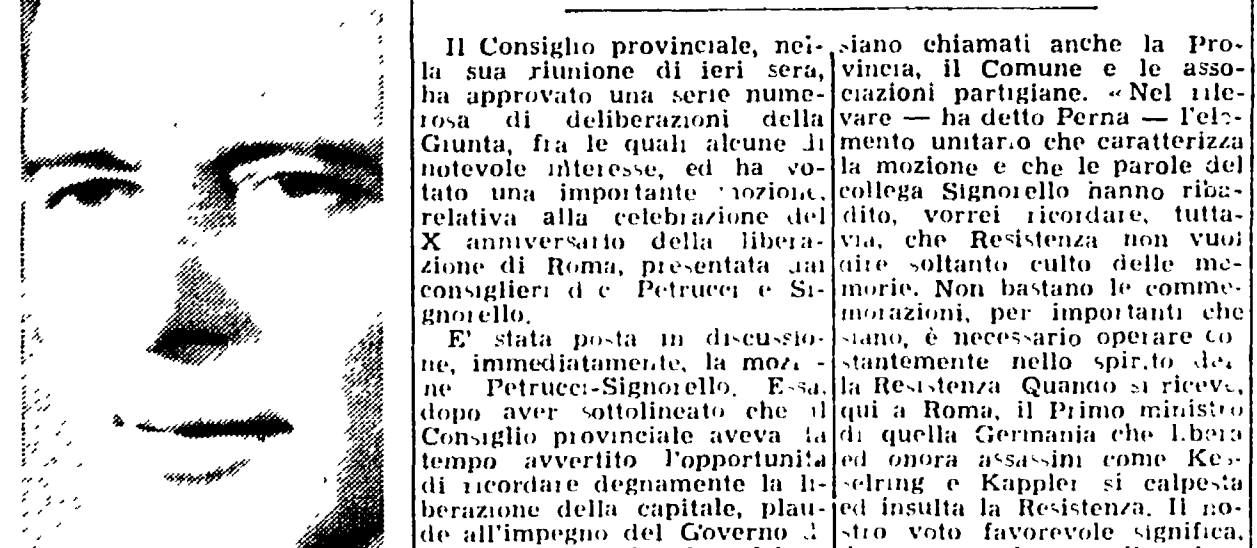 Il Consiglio provinciale, nel-
la sua riunione di ieri sera,
ha approvato una serie nume-
rosa di deliberazioni della
Giunta, fra le quali alcune di
notevole interesse, ed ha vo-
tato una importante mozione,
relativa alla celebrazione del
X anniversario della libera-
zione di Roma, presentata dai
consiglieri d c Petrucci e Si-
gnorello.
E' stata posta in discussio-
ne, immediatamente, la mozio-
ne Petrucci-Signorello. Essa,
dopo aver sottolineato che il
Consiglio provinciale aveva da
tempo avvertito l'opportunità
di ricordare degnamente la li-
berazione della capitale, plau-
de all'impegno del Governo
siano chiamati anche la Pro-
vincia, il Comune e le asso-
ciazioni partigiane. «Nel rile-
vare — ha detto Perna — l'ele-
mento unitario che caratterizza
la mozione e che le parole del
collega Signorello hanno riba-
dito, vorrei ricordare, tutta-
via, che Resistenza non vuol
dire soltanto culto delle me-
morie. Non bastano le comme-
morazioni, per importanti che
siano, è necessario operare co
stantemente nello spirito del
la Resistenza Quando si riceve,
qui a Roma, il Primo ministro
di quella Germania che libera
ed onora assassini come Kes-
selring e Kappler si calpesta
ed insulta la Resistenza. Il no-
stro voto favorevole significa,